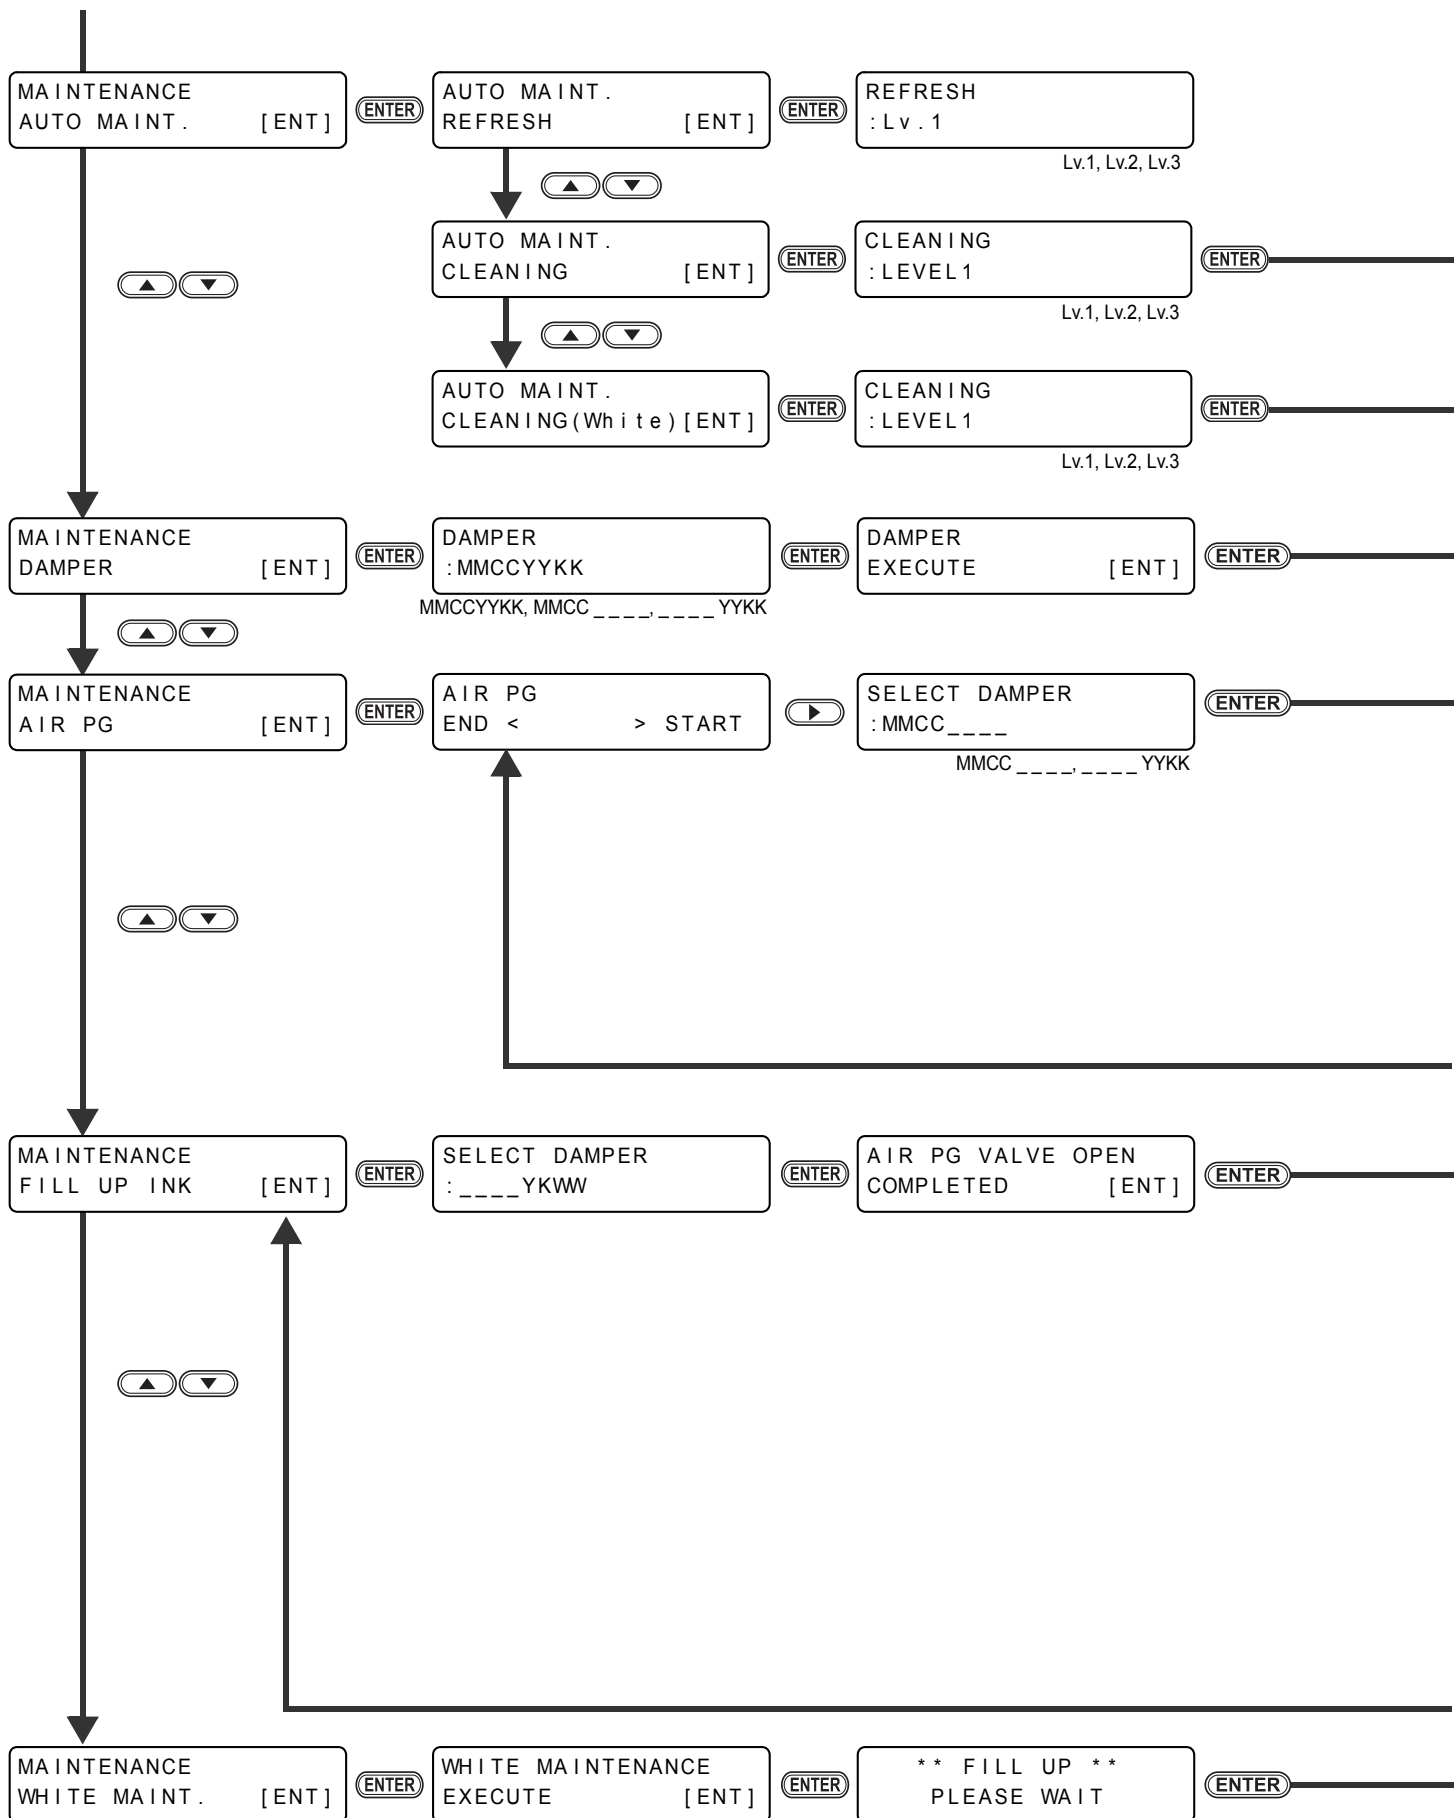 MAINTENANCE
AUTO MAINT. [ENT]
ENTER
AUTO MAINT.
REFRESH [ENT]
ENTER
REFRESH
:Lv.1
Lv.1, Lv.2, Lv.3
AUTO MAINT.
CLEANING [ENT]
ENTER
CLEANING
:LEVEL1
ENTER
Lv.1, Lv.2, Lv.3
AUTO MAINT.
CLEANING(White)[ENT]
ENTER
CLEANING
:LEVEL1
ENTER
Lv.1, Lv.2, Lv.3
MAINTENANCE
DAMPER [ENT]
ENTER
DAMPER
:MMCCYYKK
ENTER
DAMPER
EXECUTE [ENT]
ENTER
MMCCYYKK, MMCC _ _ _ _, _ _ _ _ YYKK
MAINTENANCE
AIR PG [ENT]
ENTER
AIR PG
END < > START
SELECT DAMPER
:MMCC____
ENTER
MMCC _ _ _ _, _ _ _ _ YYKK
MAINTENANCE
FILL UP INK [ENT]
ENTER
SELECT DAMPER
:____YKWW
ENTER
AIR PG VALVE OPEN
COMPLETED [ENT]
ENTER
MAINTENANCE
WHITE MAINT. [ENT]
ENTER
WHITE MAINTENANCE
EXECUTE [ENT]
ENTER
** FILL UP **
PLEASE WAIT
ENTER